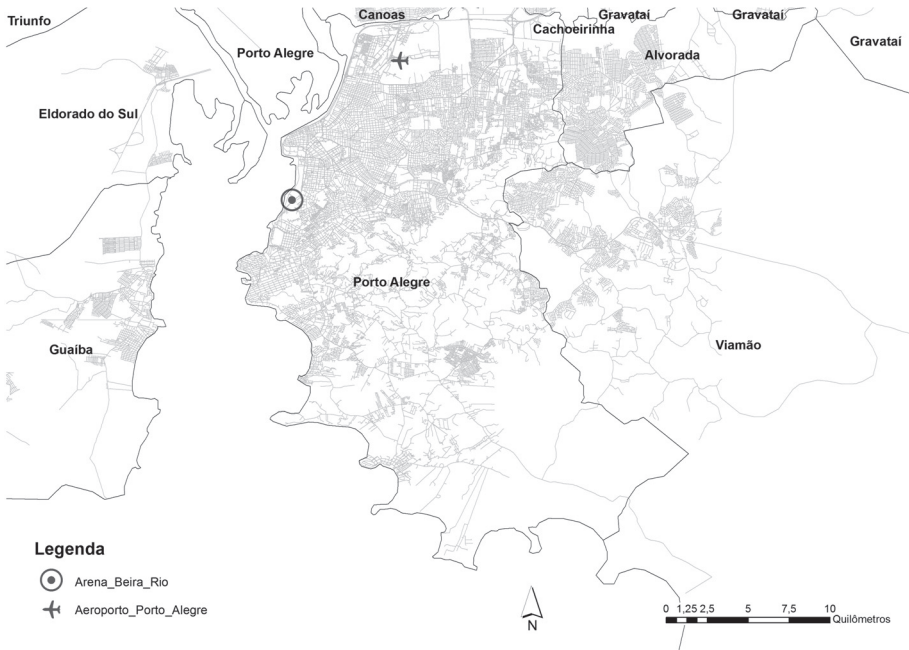 Canoas
Gravataí
Gravataí
Triunfo
Cachoeirinha
Gravataí
Porto Alegre
Alvorada
Eldorado do Sul
Porto Alegre
Guaíba
Viamão
Legenda
Arena_Beira_Rio
Aeroporto_Porto_Alegre
N
0 1,25 2,5 5 7,5 10
Quilômetros